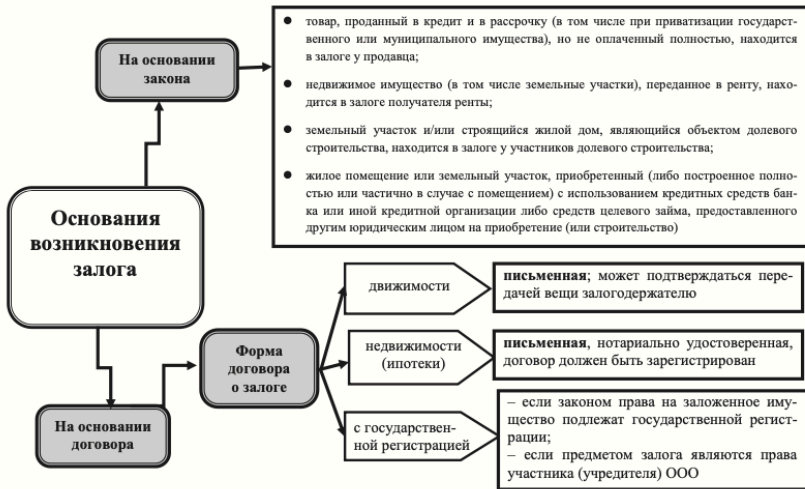 Основания
возникновения
залога
На основании
закона
• товар, проданный в кредит и в рассрочку (в том числе при приватизации государст-
венного или муниципального имущества), но не оплаченный полностью, находится
в залоге у продавца;
• недвижимое имущество (в том числе земельные участки), переданное в ренту, нахо-
дится в залоге получателя ренты;
• земельный участок и/или строящийся жилой дом, являющийся объектом долевого
строительства, находится в залоге у участников долевого строительства;
• жилое помещение или земельный участок, приобретенный (либо построенное полно-
стью или частично в случае с помещением) с использованием кредитных средств бан-
ка или иной кредитной организации либо средств целевого займа, предоставленного
другим юридическим лицом на приобретение (или строительство)
На основании
договора
Форма
договора
о залоге
движимости
письменная; может подтверждаться пере-
дачей вещи залогодержателю
недвижимости
(ипотеки)
письменная, нотариально удостоверенная,
договор должен быть зарегистрирован
с государствен-
ной регистрацией
– если законом права на заложенное иму-
щество подлежат государственной регист-
рации;
– если предметом залога являются права
участника (учредителя) ООО